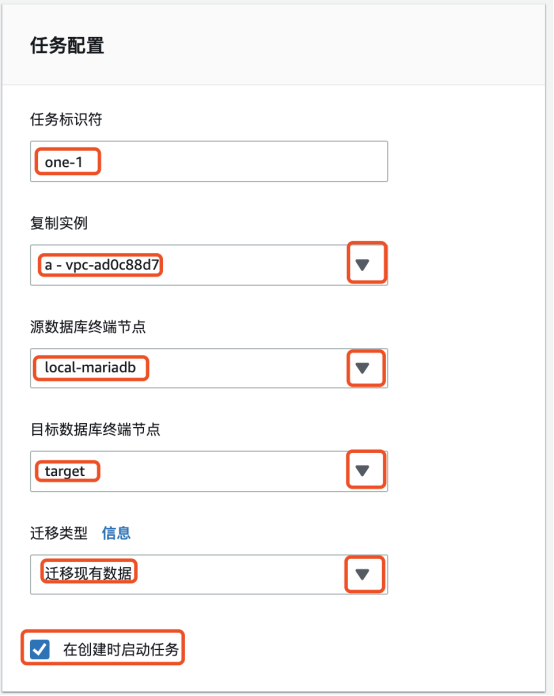 任务配置
任务标识符
one-1
复制实例
a - vpc-ad0c88d7
源数据库终端节点
local-mariadb
目标数据库终端节点
target
迁移类型 信息
迁移现有数据
在创建时启动任务